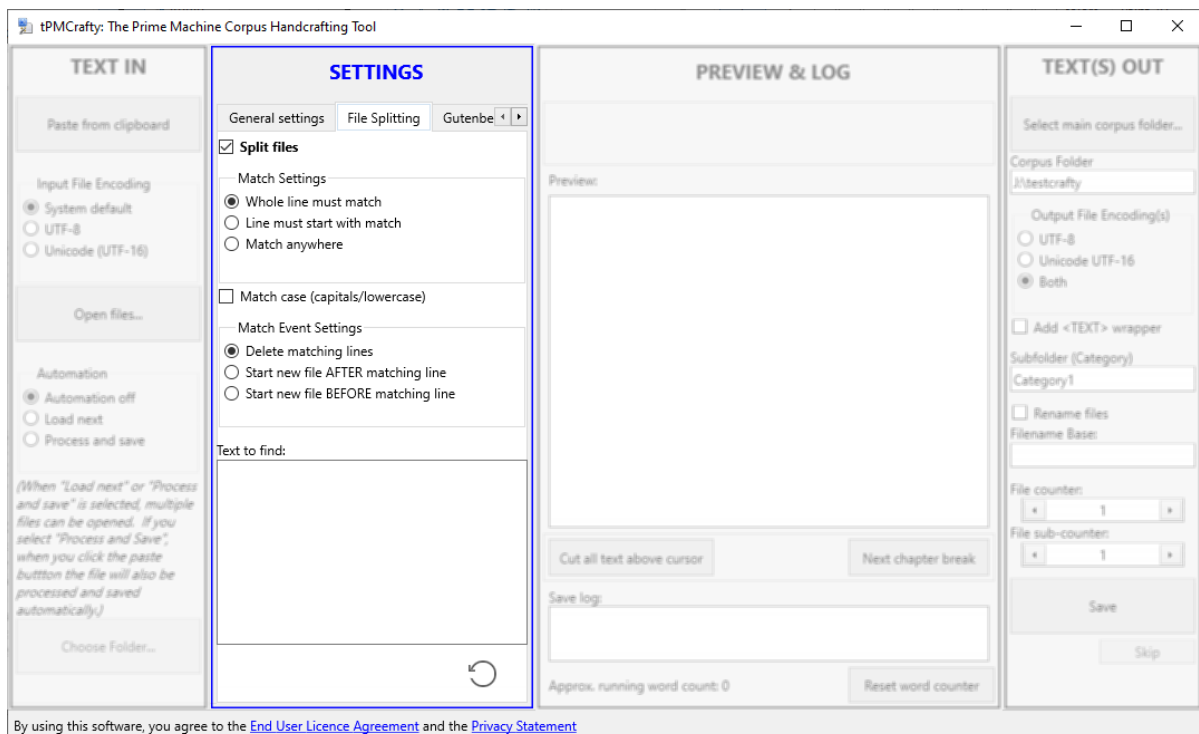 tPMCrafty: The Prime Machine Corpus Handcrafting Tool
TEXT IN
Paste from clipboard
Input File Encoding
System default
UTF-8
Unicode (UTF-16)
Open files...
Automation
Automation off
Load next
Process and save
(When "Load next" or "Process
and save" is selected, multiple
files can be opened. If you
select "Process and Save",
when you click the paste
buttton the file will also be
processed and saved
automatically.)
Choose Folder...
SETTINGS
General settings
File Splitting
Gutenbe
Split files
Match Settings
Whole line must match
Line must start with match
Match anywhere
Match case (capitals/lowercase)
Match Event Settings
Delete matching lines
Start new file AFTER matching line
Start new file BEFORE matching line
Text to find:
PREVIEW & LOG
Preview:
Cut all text above cursor
Next chapter break
Save log:
Approx. running word count: 0
Reset word counter
TEXT(S) OUT
Select main corpus folder...
Corpus Folder
J:\testcrafty
Output File Encoding(s)
UTF-8
Unicode UTF-16
Both
Add <TEXT> wrapper
Subfolder (Category)
Category1
Rename files
Filename Base:
File counter:
1
File sub-counter:
1
Save
Skip
By using this software, you agree to the End User Licence Agreement and the Privacy Statement